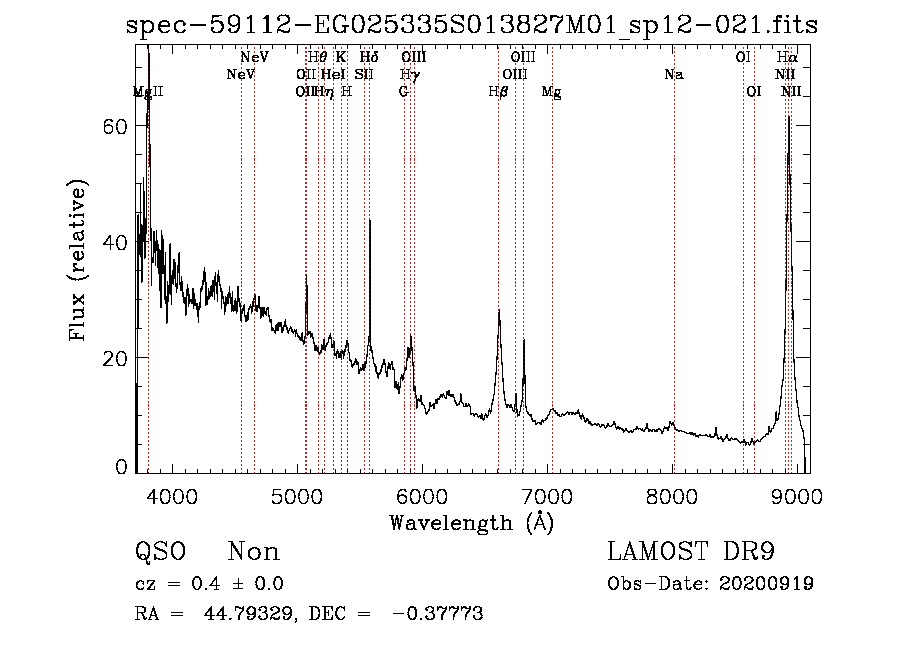 spec-59112-EG025335S013827M01_sp12-021.fits
NeV Hθ K Hδ OIII OIII OI Hα
NeV OII HeI SII Hγ OIII Na NII
MgII OII Hη H G Hβ Mg OI NII
60
40
20
10
0
Flux (relative)
4000 5000 6000 7000 8000 9000
Wavelength (Å)
QSO Non LAMOST DR9
cz = 0.4 ± 0.0 Obs-Date: 20200919
RA = 44.79329, DEC = -0.37773